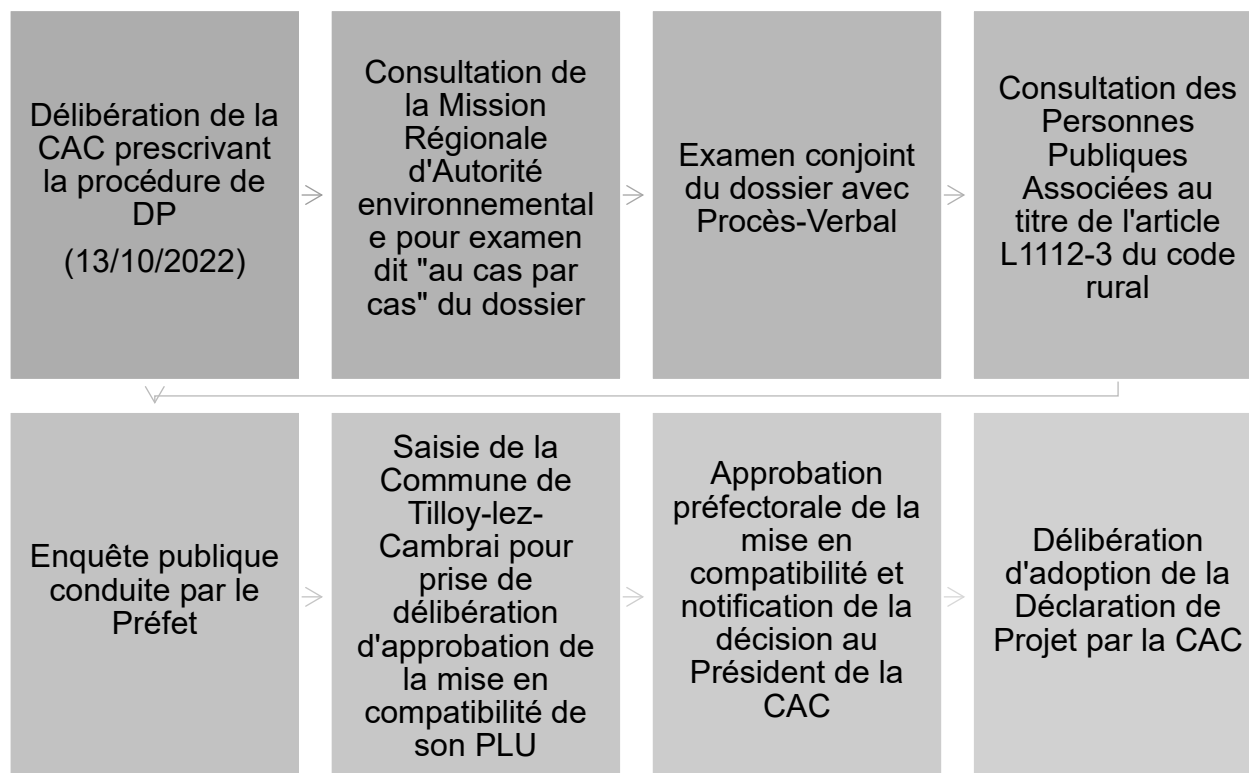 Délibération de la
CAC prescrivant
la procédure de
DP
(13/10/2022)
Consultation de
la Mission
Régionale
d'Autorité
environnemental
e pour examen
dit "au cas par
cas" du dossier
Examen conjoint
du dossier avec
Procès-Verbal
Consultation des
Personnes
Publiques
Associées au
titre de l'article
L1112-3 du code
rural
Enquête publique
conduite par le
Préfet
Saisie de la
Commune de
Tilloy-lez-
Cambrai pour
prise de
délibération
d'approbation de
la mise en
compatibilité de
son PLU
Approbation
préfectorale de la
mise en
compatibilité et
notification de la
décision au
Président de la
CAC
Délibération
d'adoption de la
Déclaration de
Projet par la CAC